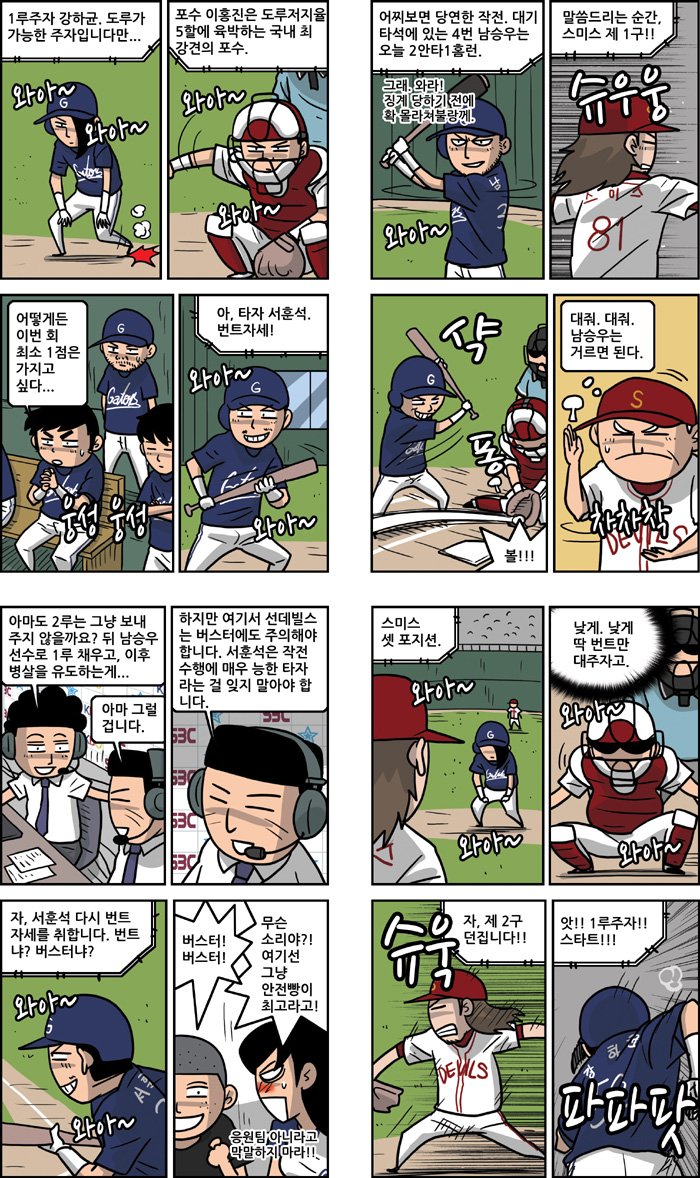 1루주자 강하균. 도루가
가능한 주자입니다만...
와아~
와아~
G
Gators
포수 이홍진은 도루저지율
5할에 육박하는 국내 최
강견의 포수.
와아~
어찌보면 당연한 작전. 대기
타석에 있는 4번 남승우는
오늘 2안타1홈런.
그래. 와라!
징계 당하기 전에
확 몰라쳐불랑께.
와아~
말씀드리는 순간,
스미스 제 1구!!
슈우웅
스미스
81
어떻게든
이번 회
최소 1점은
가지고
싶다...
G
Gators
웅성 웅성
아, 타자 서훈석.
번트자세!
와아~
G
와아~
샥
G
퐁
볼!!!
대줘. 대줘.
남승우는
거르면 된다.
S
차차착
DEVILS
아마도 2루는 그냥 보내
주지 않을까요? 뒤 남승우
선수로 1루 채우고, 이후
병살을 유도하는게...
아마 그럴
겁니다.
하지만 여기서 선데빌스
는 버스터에도 주의해야
합니다. 서훈석은 작전
수행에 매우 능한 타자
라는 걸 잊지 말아야 합
니다.
SBC
SBC
SBC
스미스
셋 포지션.
와아~
G
와아~
낮게. 낮게
딱 번트만
대주자고.
와아~
와아~
자, 서훈석 다시 번트
자세를 취합니다. 번트
냐? 버스터냐?
와아~
와아~
버스터!
버스터!
무슨
소리야?!
여기선
그냥
안전빵이
최고라고!
응원팀 아니라고
막말하지 마라!!
자, 제 2구
던집니다!!
슈욱
DEVILS
앗!! 1루주자!!
스타트!!!
파파팟